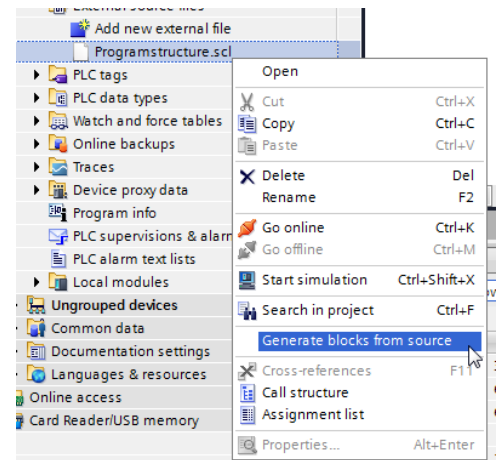 External source files
Add new external file
Programstructure.scl
PLC tags
PLC data types
Watch and force tables
Online backups
Traces
Device proxy data
Program info
PLC supervisions & alarm
PLC alarm text lists
Local modules
Ungrouped devices
Common data
Documentation settings
Languages & resources
Online access
Card Reader/USB memory
Open
Cut Ctrl+X
Copy Ctrl+C
Paste Ctrl+V
Delete Del
Rename F2
Go online Ctrl+K
Go offline Ctrl+M
Start simulation Ctrl+Shift+X
Search in project Ctrl+F
Generate blocks from source
Cross-references F11
Call structure
Assignment list
Properties... Alt+Enter